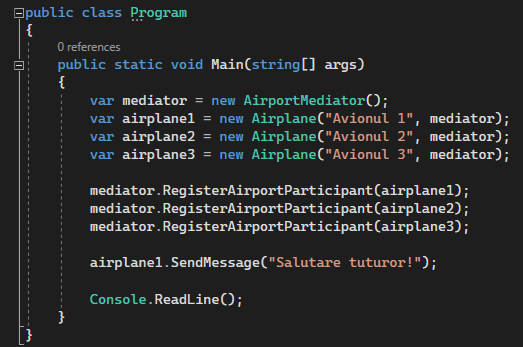 public class Program
{
0 references
public static void Main(string[] args)
{
var mediator = new AirportMediator();
var airplane1 = new Airplane("Avionul 1", mediator);
var airplane2 = new Airplane("Avionul 2", mediator);
var airplane3 = new Airplane("Avionul 3", mediator);
mediator.RegisterAirportParticipant(airplane1);
mediator.RegisterAirportParticipant(airplane2);
mediator.RegisterAirportParticipant(airplane3);
airplane1.SendMessage("Salutare tuturor!");
Console.ReadLine();
}
}